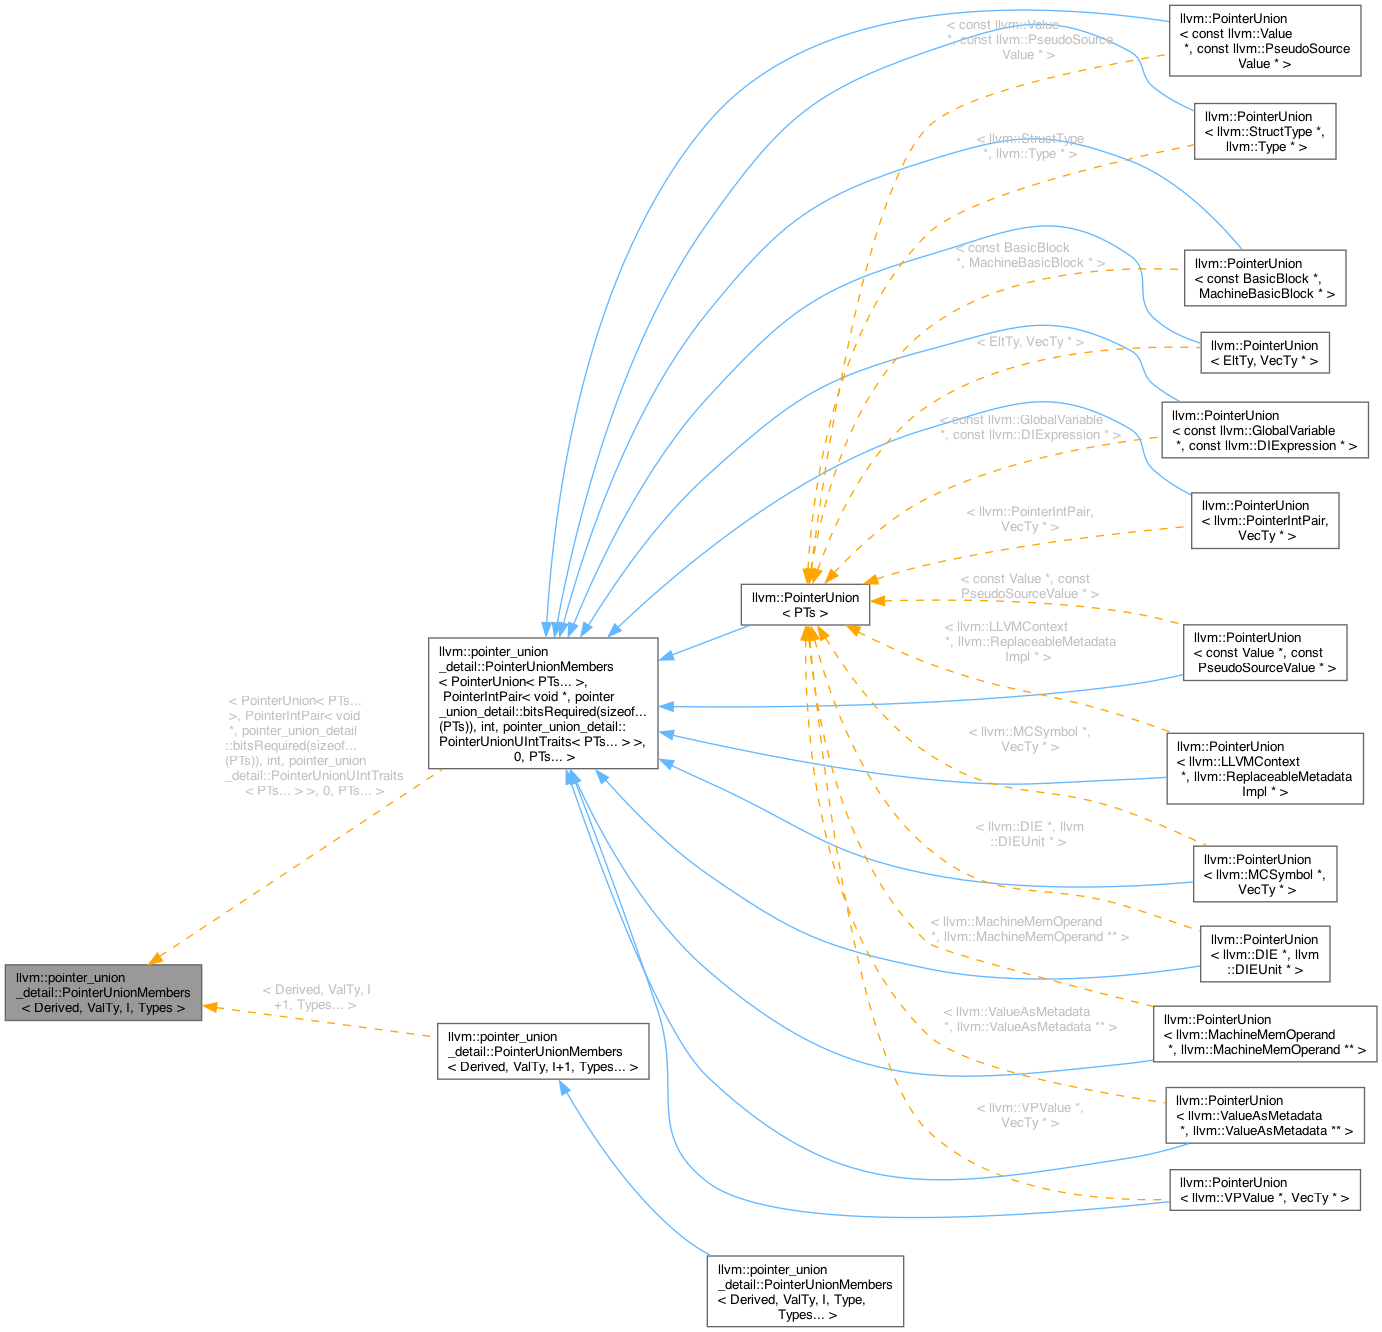 llvm::PointerUnion
< const llvm::Value
*, const llvm::PseudoSource
Value * >
< const llvm::Value
*, const llvm::PseudoSource
Value * >
llvm::PointerUnion
< llvm::StructType *,
llvm::Type * >
< llvm::StructType
*, llvm::Type * >
< const BasicBlock
*, MachineBasicBlock * >
llvm::PointerUnion
< const BasicBlock *,
MachineBasicBlock * >
< EltTy, VecTy * >
llvm::PointerUnion
< EltTy, VecTy * >
< const llvm::GlobalVariable
*, const llvm::DIExpression * >
llvm::PointerUnion
< const llvm::GlobalVariable
*, const llvm::DIExpression * >
< llvm::PointerIntPair,
VecTy * >
llvm::PointerUnion
< llvm::PointerIntPair,
VecTy * >
< const Value *, const
PseudoSourceValue * >
llvm::PointerUnion
< PTs >
< llvm::LLVMContext
*, llvm::ReplaceableMetadata
Impl * >
llvm::PointerUnion
< const Value *, const
PseudoSourceValue * >
llvm::pointer_union
_detail::PointerUnionMembers
< PointerUnion< PTs... >,
PointerIntPair< void *, pointer
_union_detail::bitsRequired(sizeof...
(PTs)), int, pointer_union_detail::
PointerUnionUIntTraits< PTs... > >,
0, PTs... >
< PointerUnion< PTs...
>, PointerIntPair< void
*, pointer_union_detail
::bitsRequired(sizeof...
(PTs)), int, pointer_union
_detail::PointerUnionUIntTraits
< PTs... > >, 0, PTs... >
< llvm::MCSymbol *,
VecTy * >
llvm::PointerUnion
< llvm::LLVMContext
*, llvm::ReplaceableMetadata
Impl * >
< llvm::DIE *, llvm
::DIEUnit * >
llvm::PointerUnion
< llvm::MCSymbol *,
VecTy * >
< llvm::MachineMemOperand
*, llvm::MachineMemOperand ** >
llvm::PointerUnion
< llvm::DIE *, llvm
::DIEUnit * >
llvm::pointer_union
_detail::PointerUnionMembers
< Derived, ValTy, I, Types >
< Derived, ValTy, I
+1, Types... >
< llvm::ValueAsMetadata
*, llvm::ValueAsMetadata ** >
llvm::PointerUnion
< llvm::MachineMemOperand
*, llvm::MachineMemOperand ** >
llvm::pointer_union
_detail::PointerUnionMembers
< Derived, ValTy, I+1, Types... >
< llvm::VPValue *,
VecTy * >
llvm::PointerUnion
< llvm::ValueAsMetadata
*, llvm::ValueAsMetadata ** >
llvm::PointerUnion
< llvm::VPValue *, VecTy * >
llvm::pointer_union
_detail::PointerUnionMembers
< Derived, ValTy, I, Type,
Types... >